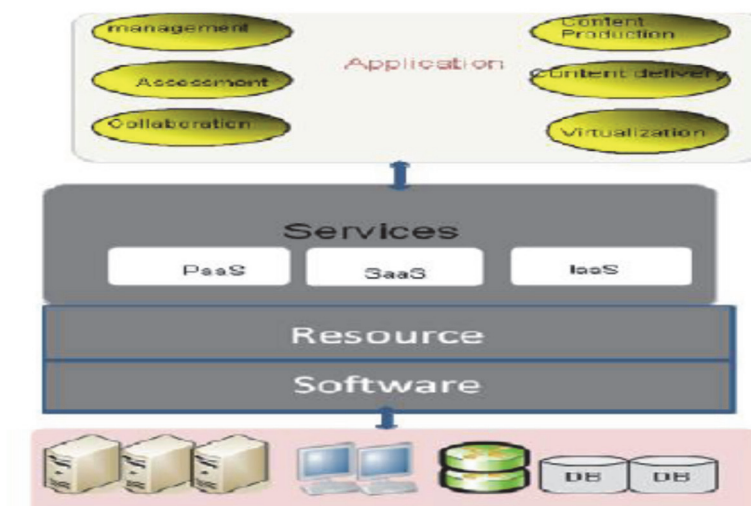 management
Assessment
Collaboration
Application
Content
Production
Content delivery
Virtualization
Services
PaaS
SaaS
IaaS
Resource
Software
DB
DB